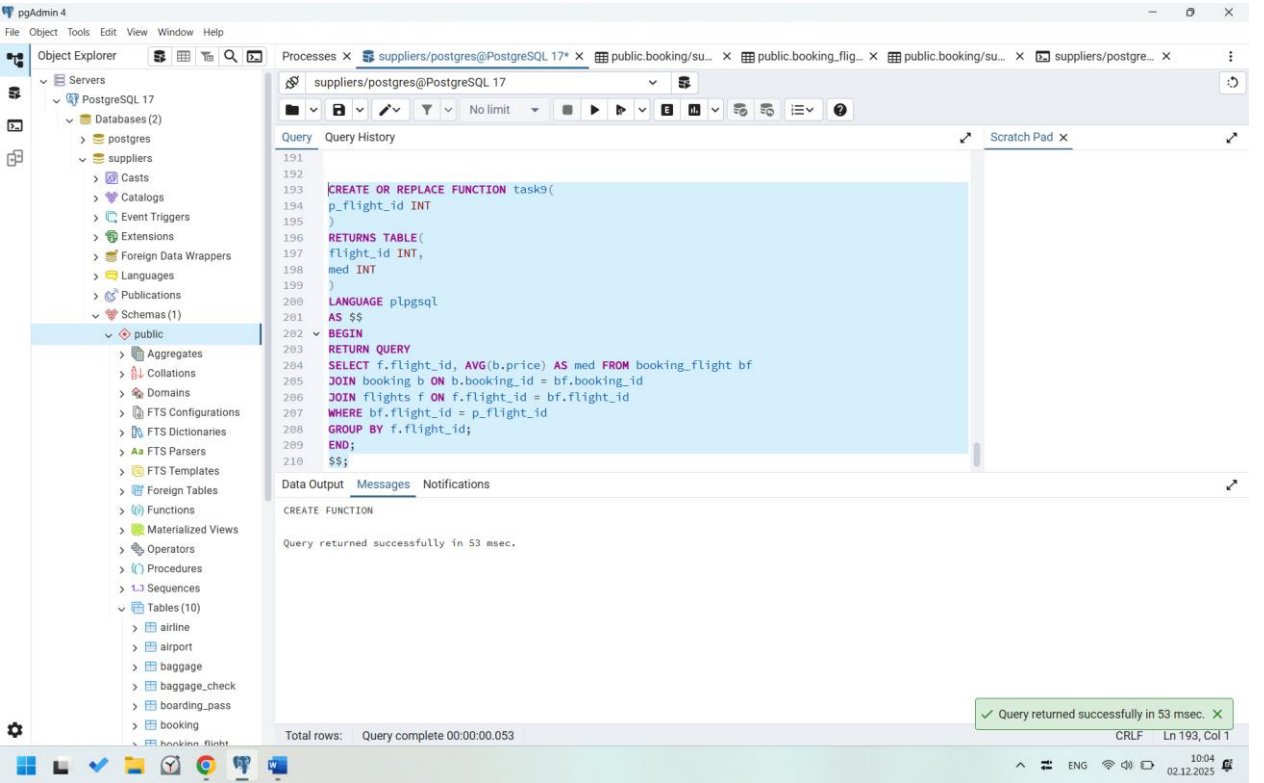 pgAdmin 4
File Object Tools Edit View Window Help
Object Explorer
Processes
suppliers/postgres@PostgreSQL 17*
public.booking/su...
public.booking_flig...
public.booking/su...
suppliers/postgre...
Servers
PostgreSQL 17
Databases (2)
postgres
suppliers
Casts
Catalogs
Event Triggers
Extensions
Foreign Data Wrappers
Languages
Publications
Schemas (1)
public
Aggregates
Collations
Domains
FTS Configurations
FTS Dictionaries
FTS Parsers
FTS Templates
Foreign Tables
Functions
Materialized Views
Operators
Procedures
Sequences
Tables (10)
airline
airport
baggage
baggage_check
boarding_pass
booking
booking_flight
suppliers/postgres@PostgreSQL 17
No limit
Query Query History
Scratch Pad
191
192
193 CREATE OR REPLACE FUNCTION task9(
194 p_flight_id INT
195 )
196 RETURNS TABLE(
197 flight_id INT,
198 med INT
199 )
200 LANGUAGE plpgsql
201 AS $$
202 BEGIN
203 RETURN QUERY
204 SELECT f.flight_id, AVG(b.price) AS med FROM booking_flight bf
205 JOIN booking b ON b.booking_id = bf.booking_id
206 JOIN flights f ON f.flight_id = bf.flight_id
207 WHERE bf.flight_id = p_flight_id
208 GROUP BY f.flight_id;
209 END;
210 $$;
Data Output Messages Notifications
CREATE FUNCTION
Query returned successfully in 53 msec.
Query returned successfully in 53 msec.
Total rows: Query complete 00:00:00.053
CRLF Ln 193, Col 1
ENG
10:04
02.12.2025